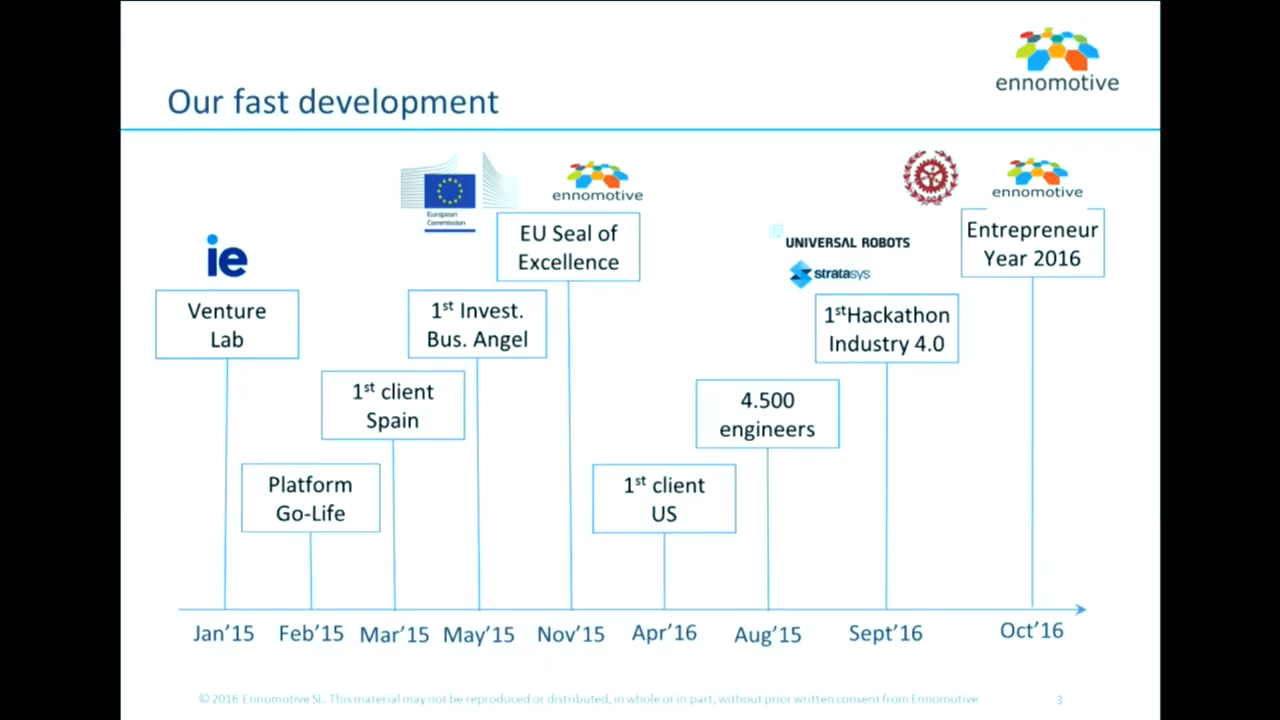 ennomotive
Our fast development
European
Commission
ennomotive
ennomotive
EU Seal of
Excellence
Entrepreneur
Year 2016
ie
UNIVERSAL ROBOTS
stratasys
Venture
Lab
1st Invest.
Bus. Angel
1stHackathon
Industry 4.0
1st client
Spain
4.500
engineers
Platform
Go-Life
1st client
US
Jan’15 Feb’15 Mar’15 May’15 Nov’15 Apr’16 Aug’15 Sept’16 Oct’16
© 2016 Ennomotive SL. This material may not be reproduced or distributed, in whole or in part, without prior written consent from Ennomotive 3